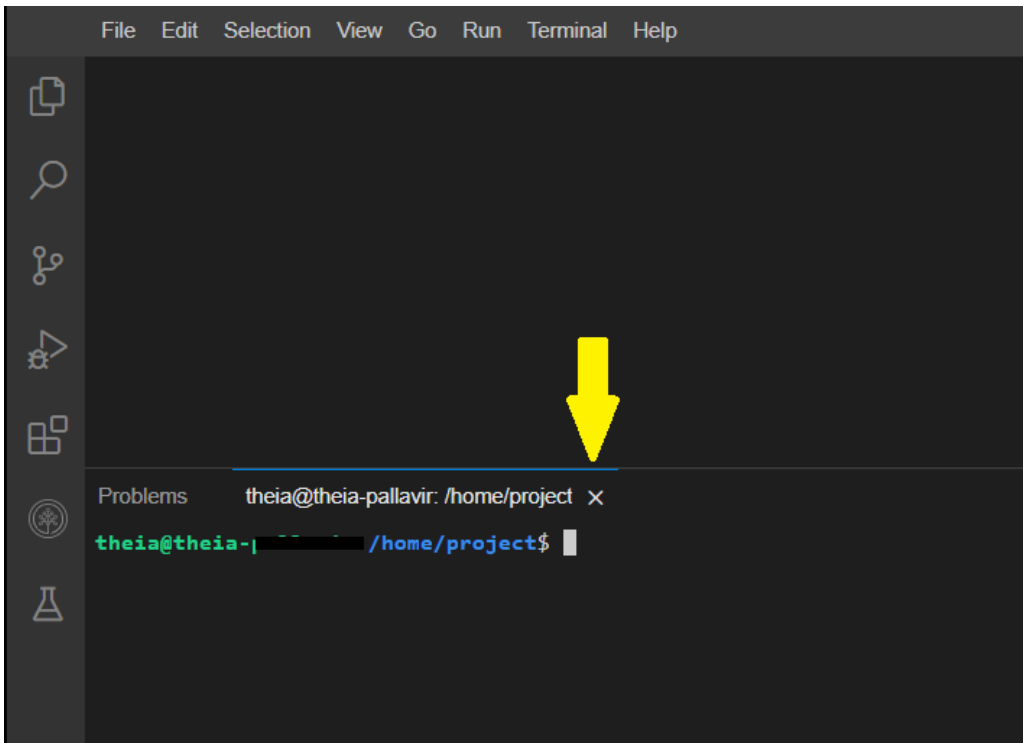 File Edit Selection View Go Run Terminal Help
Problems theia@theia-pallavir: /home/project ×
theia@theia- /home/project$